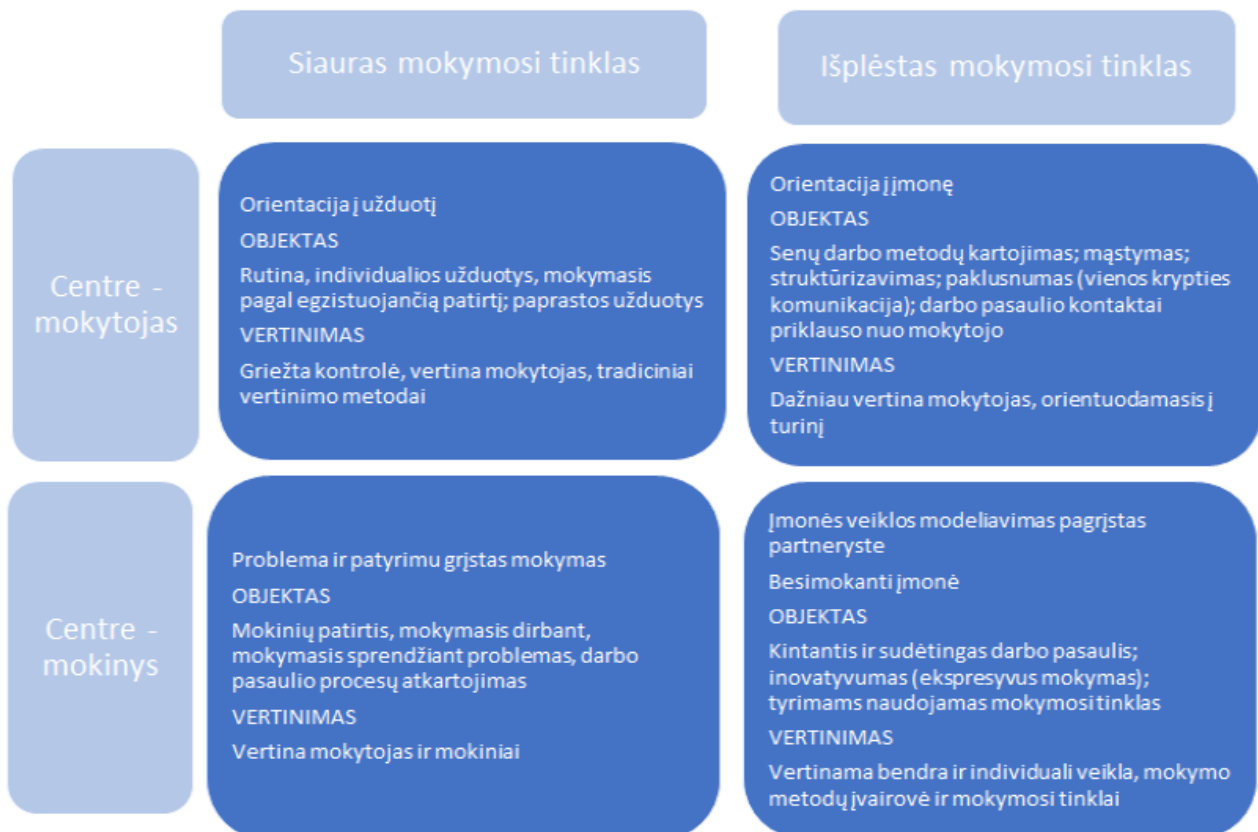 Siauras mokymosi tinklas
Išplėstas mokymosi tinklas
Centre -
mokytojas
Orientacija į užduotį
OBJEKTAS
Rutina, individualios užduotys, mokymasis
pagal egzistuojančią patirtį; paprastos užduotys
VERTINIMAS
Griežta kontrolė, vertina mokytojas, tradiciniai
vertinimo metodai
Orientacija į įmonę
OBJEKTAS
Senų darbo metodų kartojimas; mąstymas;
struktūrizavimas; paklusnumas (vienos krypties
komunikacija); darbo pasaulio kontaktai
priklauso nuo mokytojo
VERTINIMAS
Dažniau vertina mokytojas, orientuodamasis į
turinį
Centre -
mokinys
Problema ir patyrimu grįstas mokymas
OBJEKTAS
Mokinių patirtis, mokymasis dirbant,
mokymasis sprendžiant problemas, darbo
pasaulio procesų atkartojimas
VERTINIMAS
Vertina mokytojas ir mokiniai
Įmonės veiklos modeliavimas pagrįstas
partneryste
Besimokanti įmonė
OBJEKTAS
Kintantis ir sudėtingas darbo pasaulis;
inovatyvumas (ekspresyvus mokymas);
tyrimams naudojamas mokymosi tinklas
VERTINIMAS
Vertinama bendra ir individuali veikla, mokymo
metodų įvairovė ir mokymosi tinklai